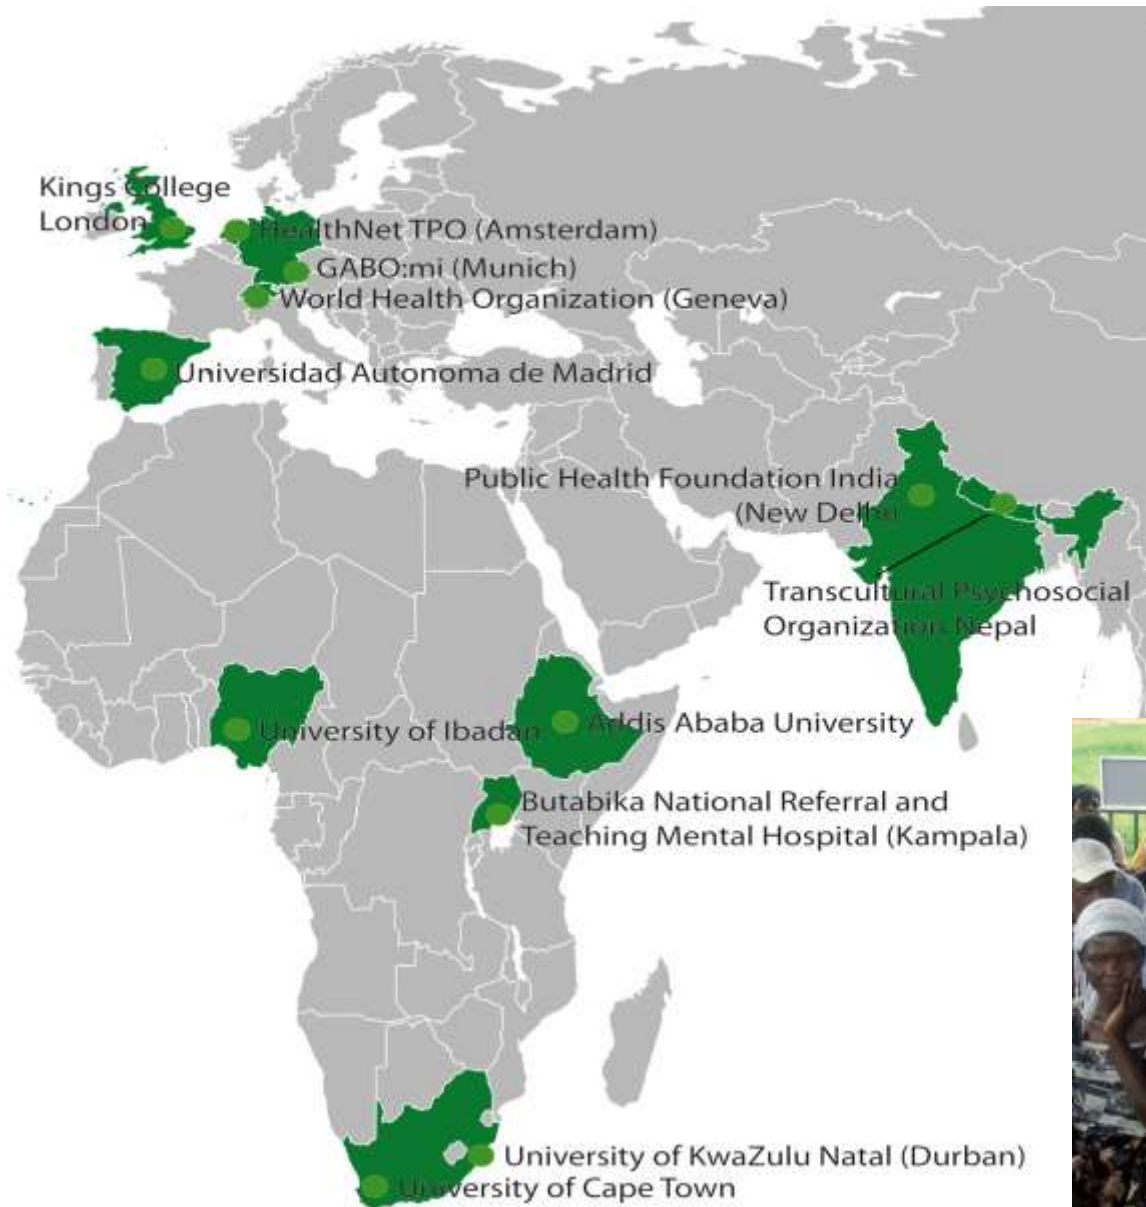 Kings College
London
HealthNet TPO (Amsterdam)
GABO:mi (Munich)
World Health Organization (Geneva)
Universidad Autonoma de Madrid
Public Health Foundation India
(New Delhi
Transcultural Psychosocial
Organization Nepal
University of Ibadan
Addis Ababa University
Butabika National Referral and
Teaching Mental Hospital (Kampala)
University of KwaZulu Natal (Durban)
University of Cape Town